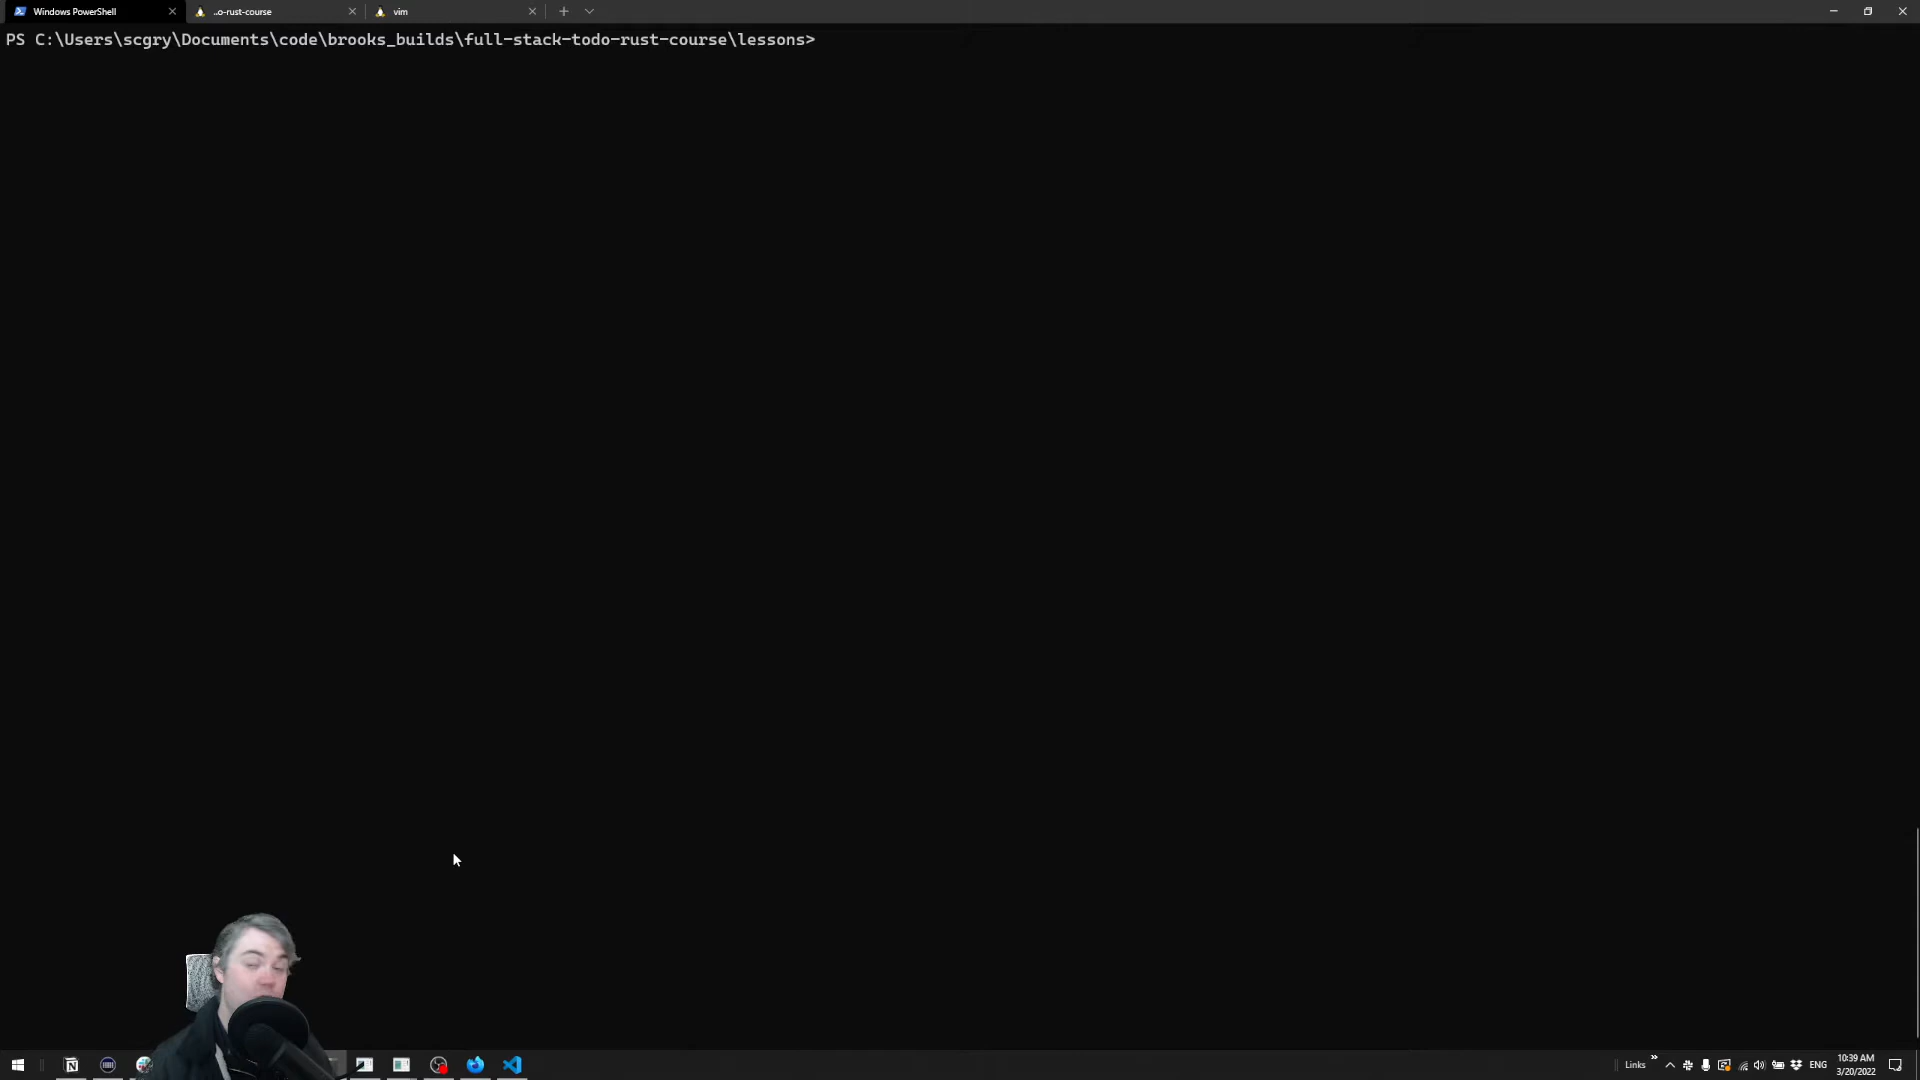 Windows PowerShell
..o-rust-course
vim
PS C:\Users\scgry\Documents\code\brooks_builds\full-stack-todo-rust-course\lessons>
Links
ENG
10:39 AM
3/20/2022